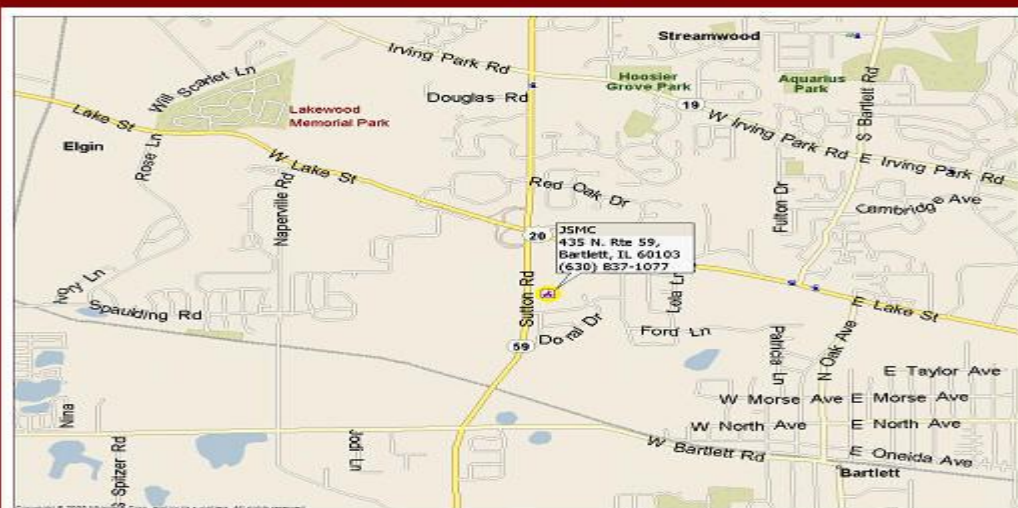 Streamwood
Irving Park Rd
Hoosier
Grove Park
Aquarius
Park
S Bartlett Rd
Will Scarlet Ln
Douglas Rd
Lakewood
Memorial Park
19
W Irving Park Rd
E Irving Park Rd
Lake St
Elgin
Rose Ln
W Lake St
Naperville Rd
Red Oak Dr
Fulton Dr
Cambridge Ave
20
JSMC
435 N. Rte 59,
Bartlett, IL 60103
(630) 837-1077
Ivory Ln
Spaulding Rd
Sutton Rd
Lela Ln
E Lake St
Doral Dr
Ford Ln
59
Patricia Ln
N Oak Ave
E Taylor Ave
W Morse Ave
E Morse Ave
Nina
W North Ave
E North Ave
S Spitzer Rd
Jodi Ln
W Bartlett Rd
E Oneida Ave
Bartlett